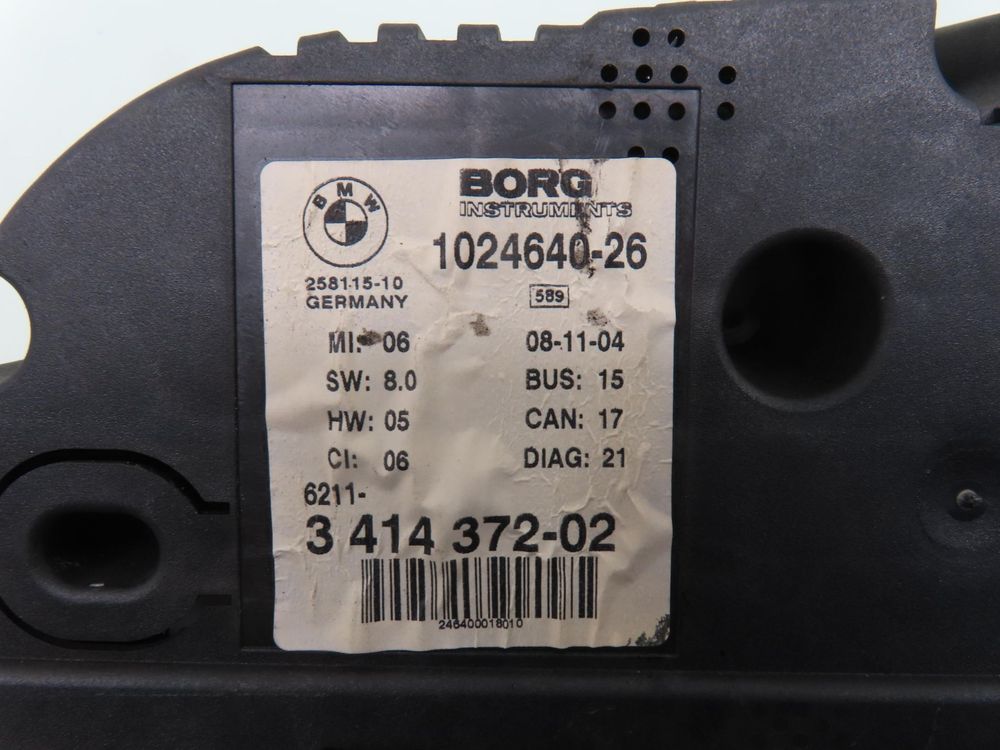 BMW
BORG
INSTRUMENTS
1024640-26
258115-10
GERMANY
589
MI: 06
08-11-04
SW: 8.0
BUS: 15
HW: 05
CAN: 17
CI: 06
DIAG: 21
6211-
3 414 372-02
246400018010